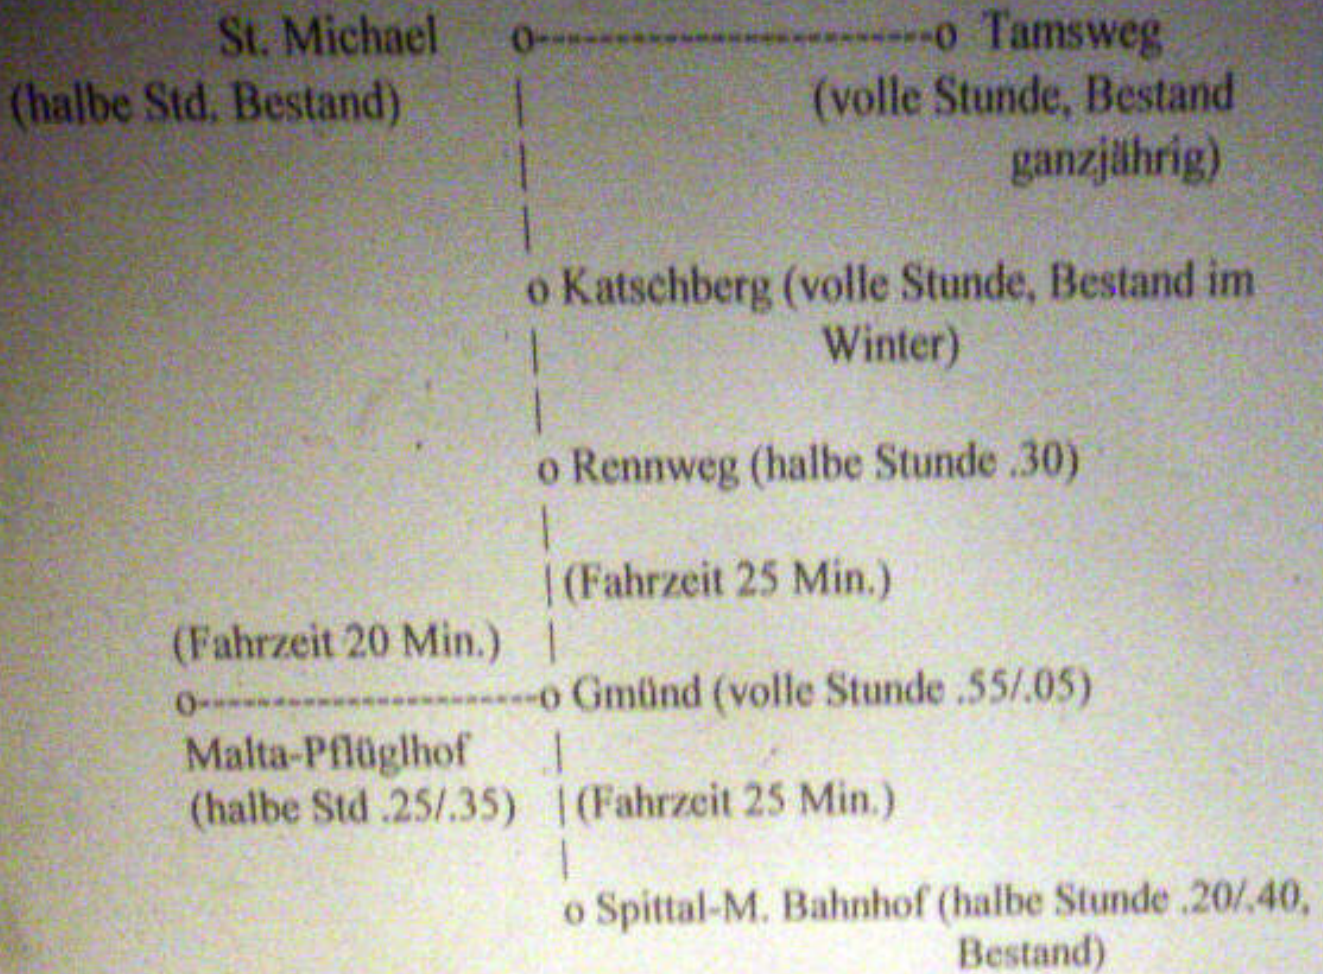 St. Michael o-------------------------o Tamsweg
(halbe Std. Bestand) | (volle Stunde, Bestand
| ganzjährig)
|
o Katschberg (volle Stunde, Bestand im
| Winter)
|
o Rennweg (halbe Stunde .30)
|
| (Fahrzeit 25 Min.)
(Fahrzeit 20 Min.) |
o----------------------o Gmünd (volle Stunde .55/.05)
Malta-Pflüglhof |
(halbe Std .25/.35) | (Fahrzeit 25 Min.)
|
o Spittal-M. Bahnhof (halbe Stunde .20/.40,
Bestand)